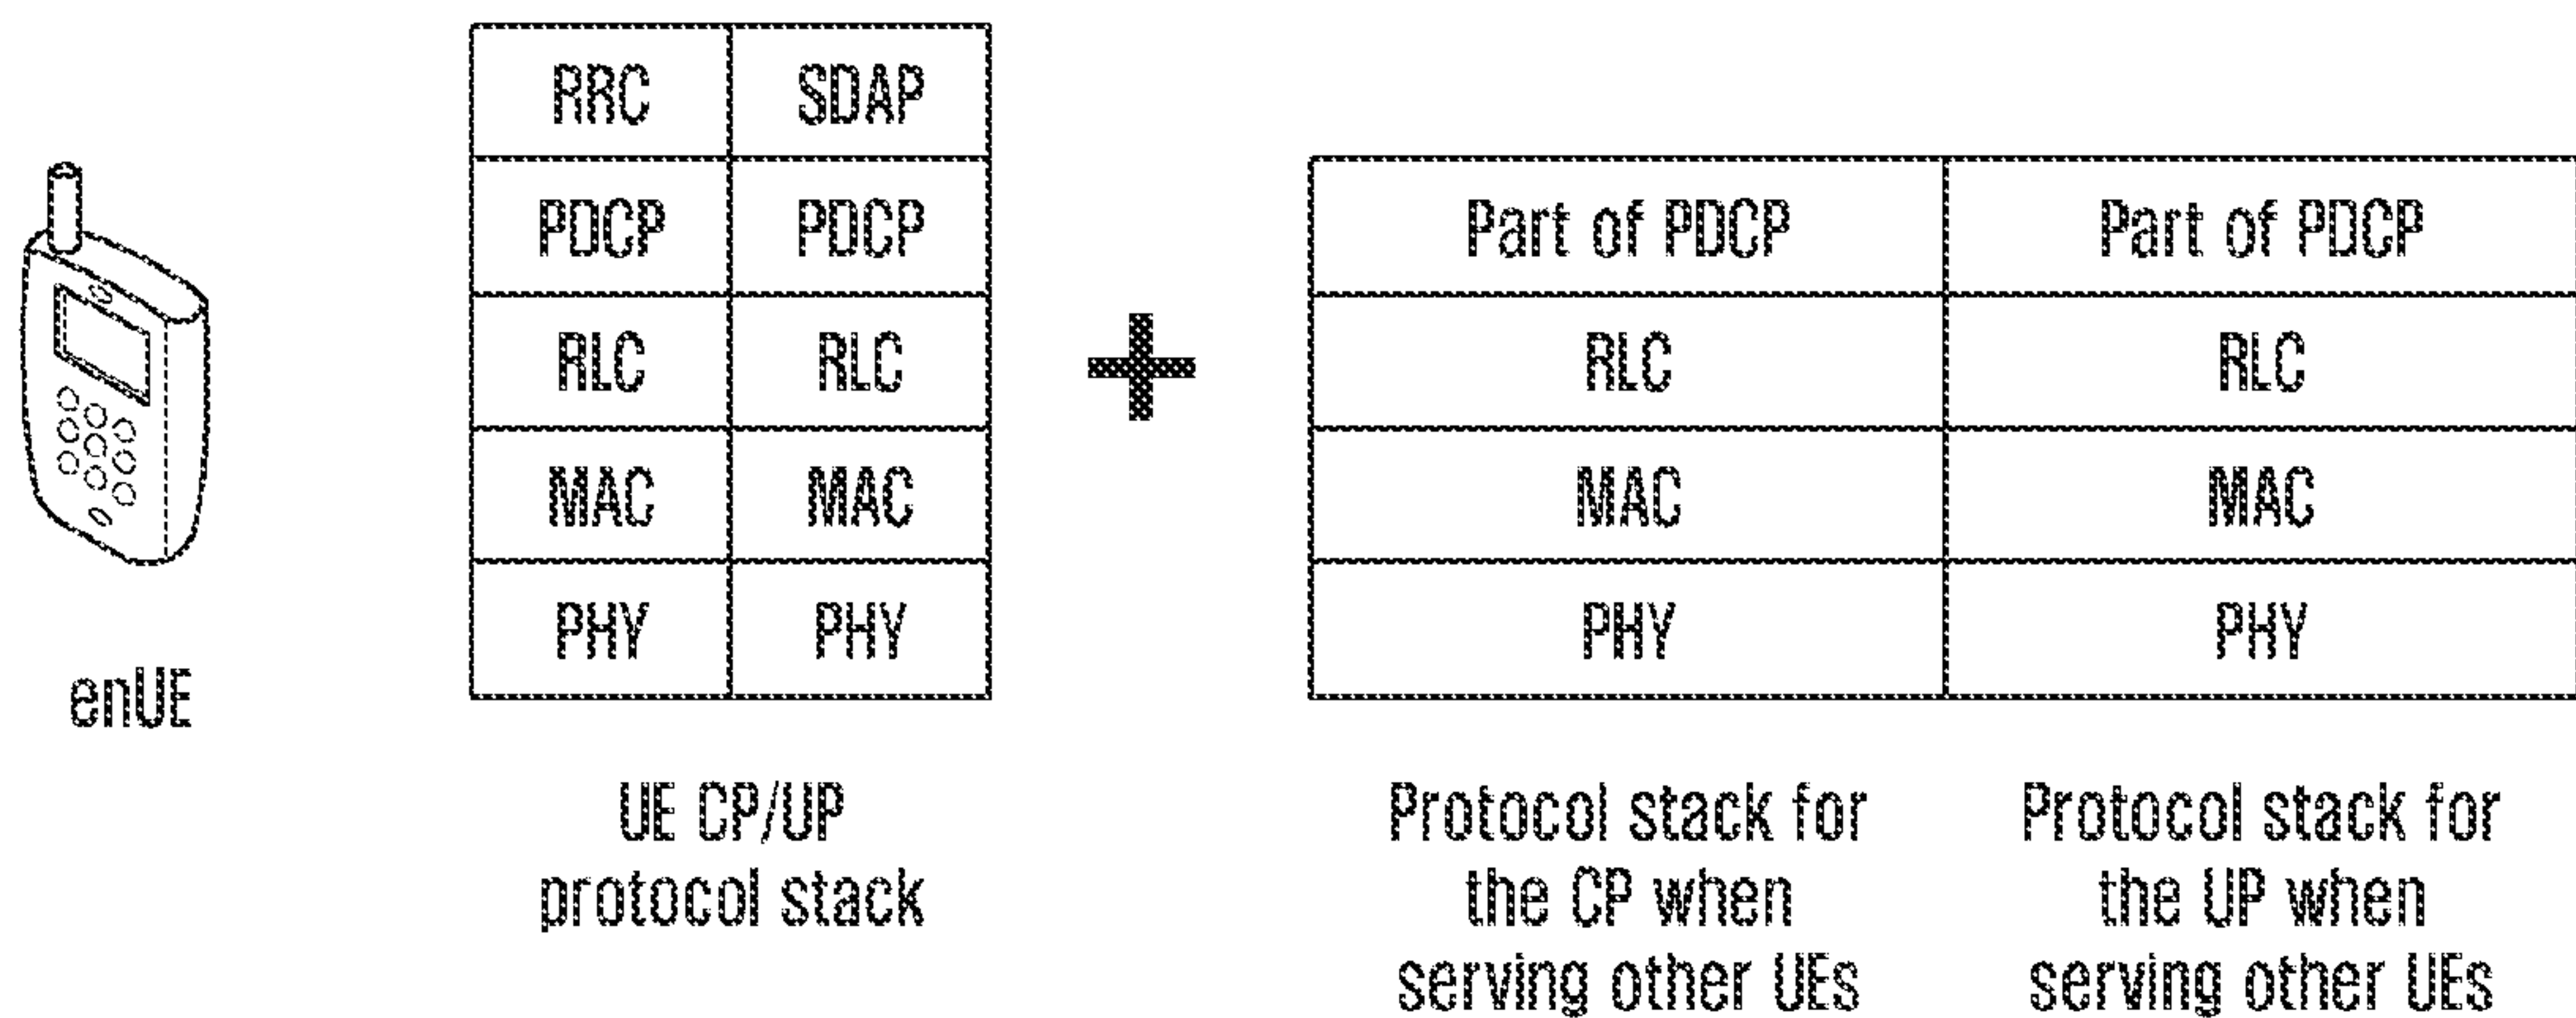 RRC SDAP
PDCP PDCP
RLC RLC
MAC MAC
PHY PHY
enUE
UE CP/UP
protocol stack
Part of PDCP Part of PDCP
RLC RLC
MAC MAC
PHY PHY
Protocol stack for
the CP when
serving other UEs
Protocol stack for
the UP when
serving other UEs